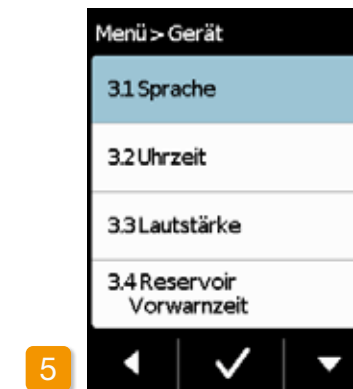 Menü > Gerät
3.1 Sprache
3.2 Uhrzeit
3.3 Lautstärke
3.4 Reservoir
Vorwarnzeit
5